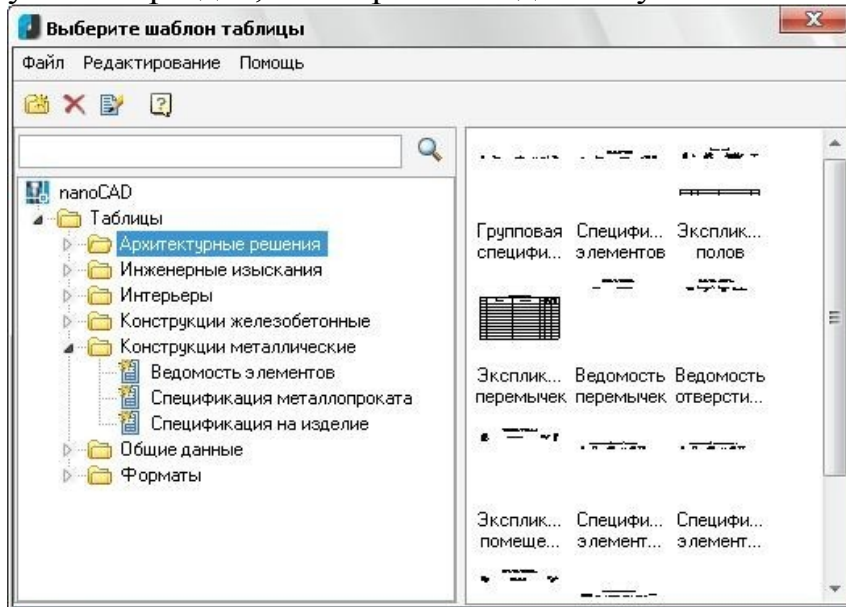 Выберите шаблон таблицы
Файл Редактирование Помощь
nanoCAD
Таблицы
Архитектурные решения
Инженерные изыскания
Интерьеры
Конструкции железобетонные
Конструкции металлические
Ведомость элементов
Спецификация металлопроката
Спецификация на изделие
Общие данные
Форматы
Групповая Специфи... Эксплик...
специфи... элементов полов
Эксплик... Ведомость Ведомость
перемычек перемычек отверсти...
Эксплик... Специфи... Специфи...
помеще... элемент... элемент...